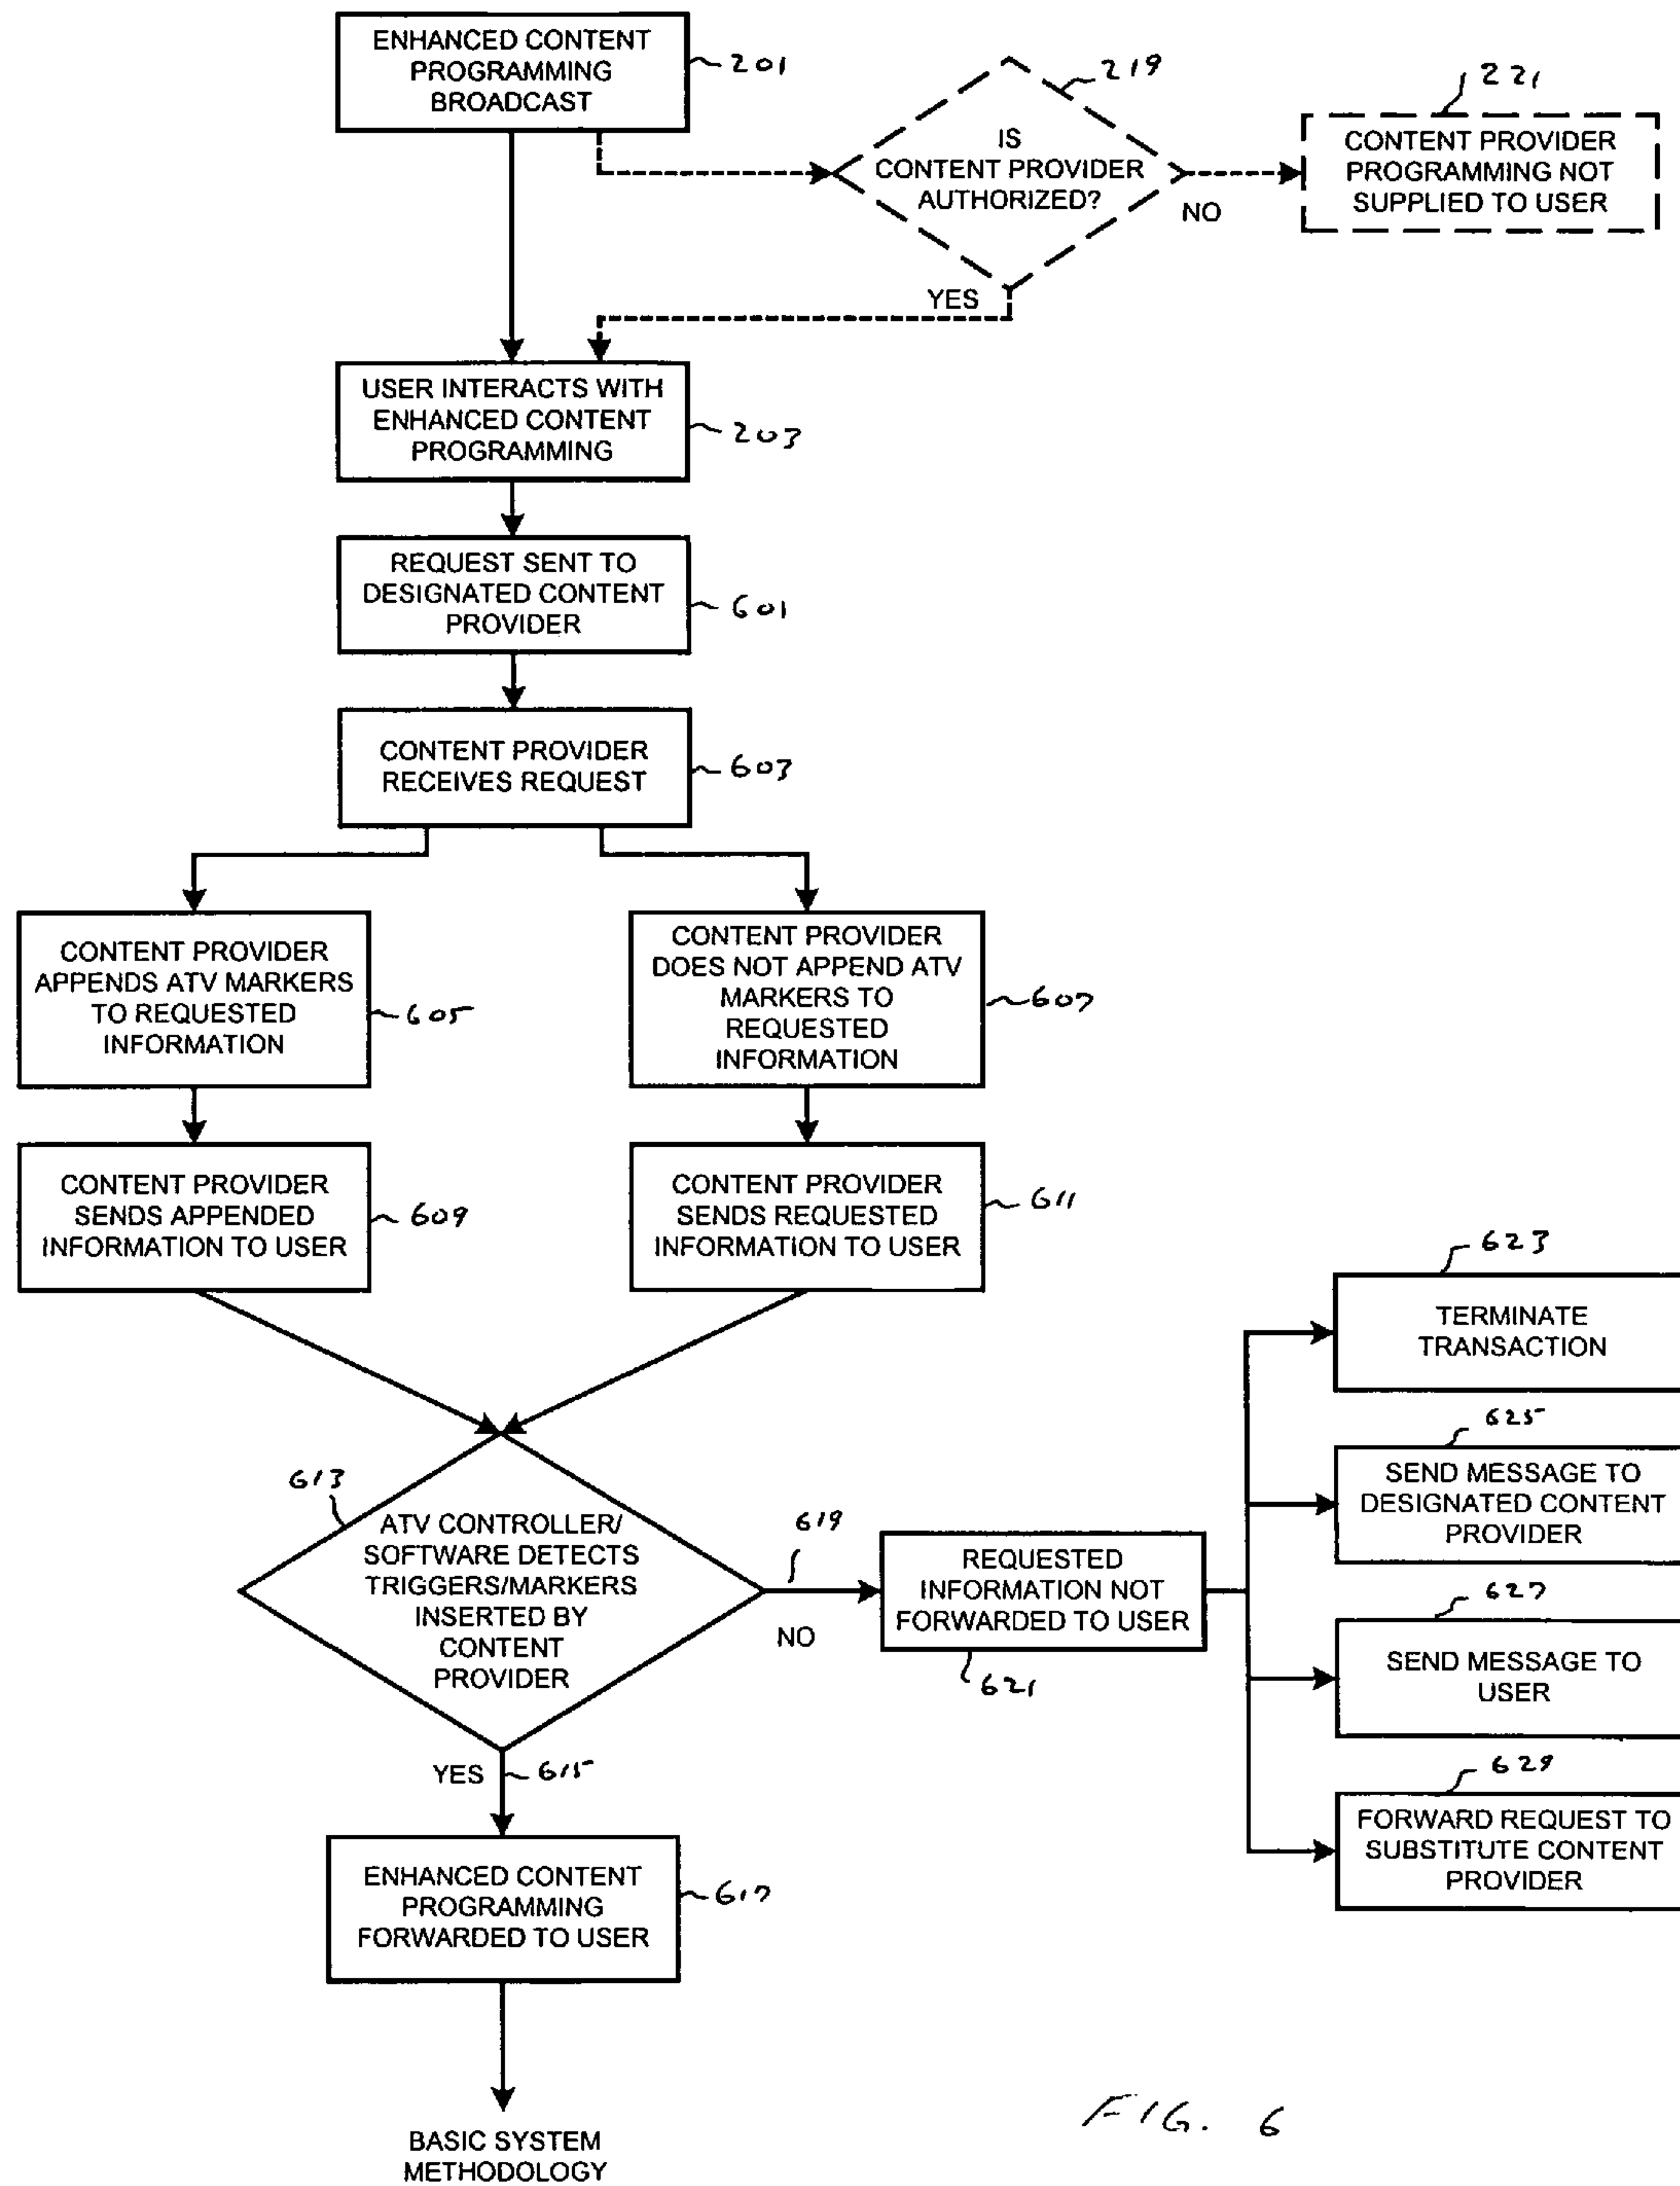 ENHANCED CONTENT
PROGRAMMING
BROADCAST
201
219
IS
CONTENT PROVIDER
AUTHORIZED?
NO
YES
221
CONTENT PROVIDER
PROGRAMMING NOT
SUPPLIED TO USER
USER INTERACTS WITH
ENHANCED CONTENT
PROGRAMMING
203
REQUEST SENT TO
DESIGNATED CONTENT
PROVIDER
601
CONTENT PROVIDER
RECEIVES REQUEST
603
CONTENT PROVIDER
APPENDS ATV MARKERS
TO REQUESTED
INFORMATION
605
CONTENT PROVIDER
DOES NOT APPEND ATV
MARKERS TO
REQUESTED
INFORMATION
607
CONTENT PROVIDER
SENDS APPENDED
INFORMATION TO USER
609
CONTENT PROVIDER
SENDS REQUESTED
INFORMATION TO USER
611
613
ATV CONTROLLER/
SOFTWARE DETECTS
TRIGGERS/MARKERS
INSERTED BY
CONTENT
PROVIDER
619
NO
REQUESTED
INFORMATION NOT
FORWARDED TO USER
621
623
TERMINATE
TRANSACTION
625
SEND MESSAGE TO
DESIGNATED CONTENT
PROVIDER
627
SEND MESSAGE TO
USER
629
FORWARD REQUEST TO
SUBSTITUTE CONTENT
PROVIDER
YES
615
ENHANCED CONTENT
PROGRAMMING
FORWARDED TO USER
617
BASIC SYSTEM
METHODOLOGY
FIG. 6